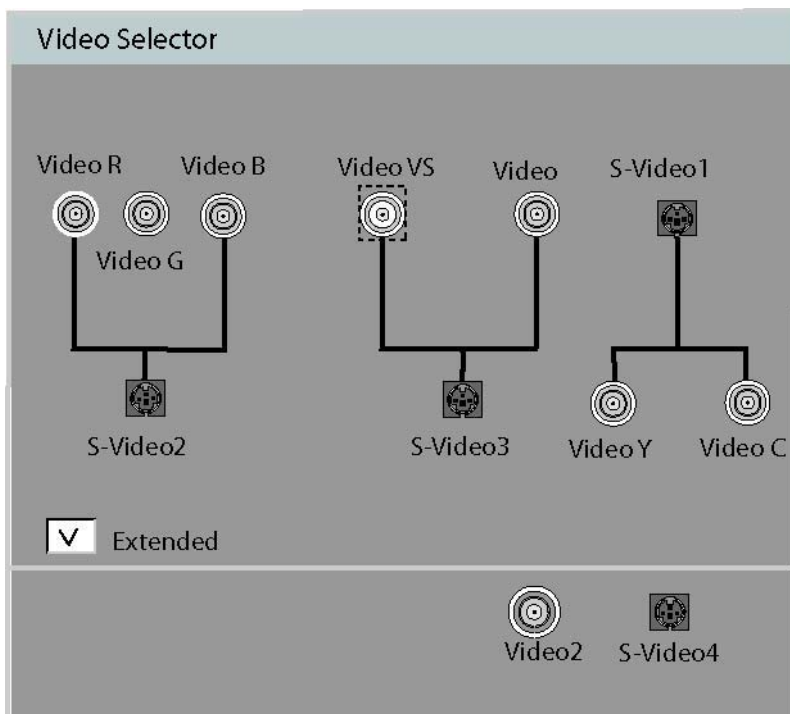 Video Selector
Video R Video B Video VS Video S-Video1
Video G
S-Video2 S-Video3 Video Y Video C
V Extended
Video2 S-Video4